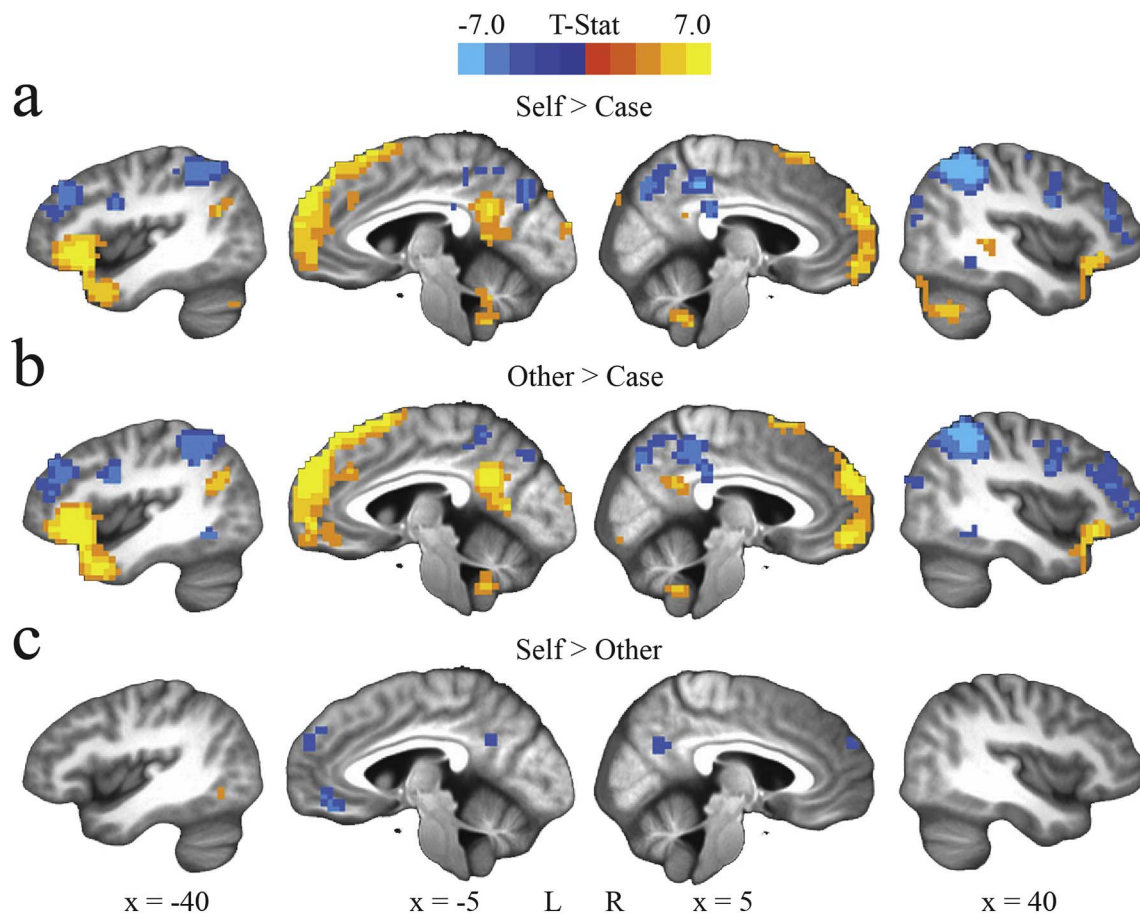 -7.0 T-Stat 7.0
a
Self > Case
b
Other > Case
c
Self > Other
x = -40 x = -5 L R x = 5 x = 40